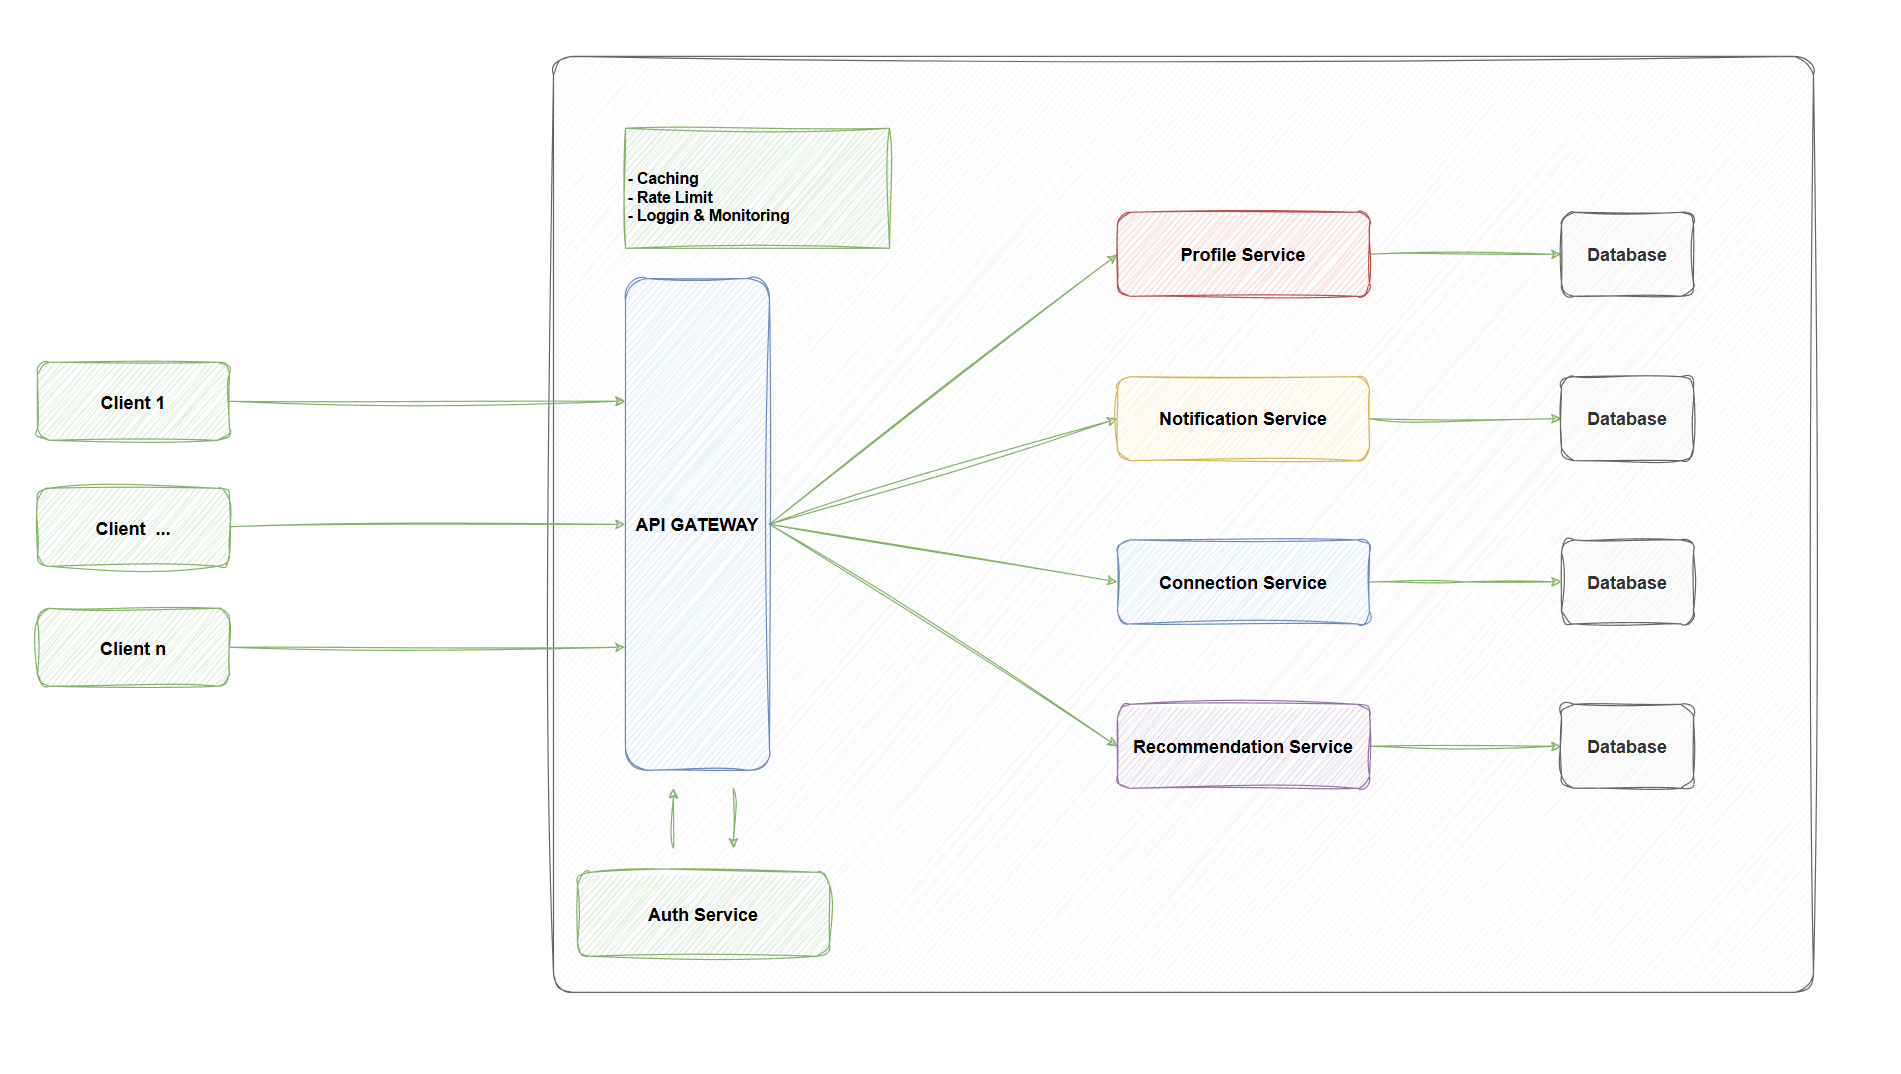 - Caching
- Rate Limit
- Loggin & Monitoring
Profile Service
Database
Client 1
Notification Service
Database
Client  ...
API GATEWAY
Connection Service
Database
Client n
Recommendation Service
Database
Auth Service